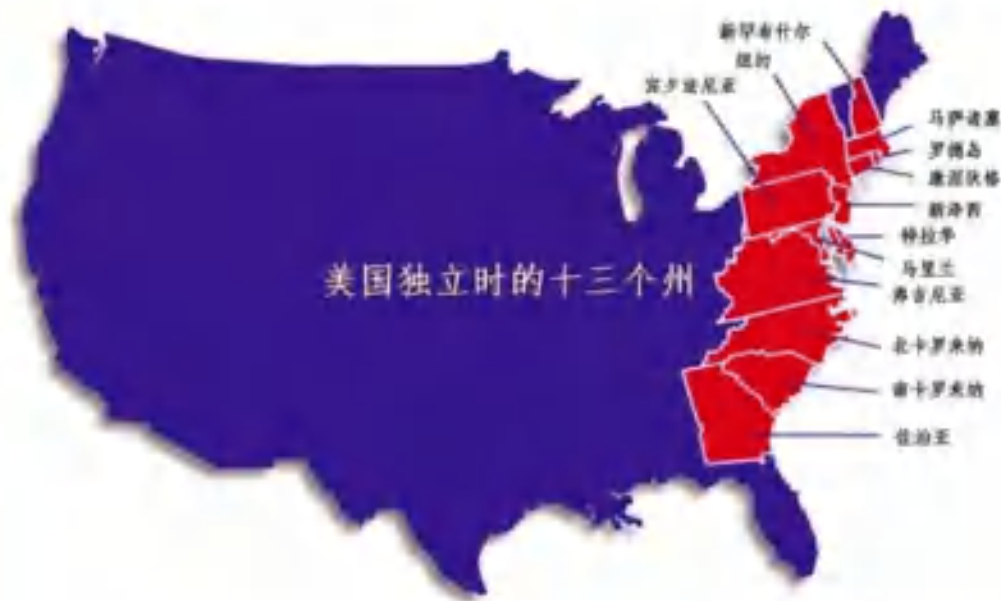 新罕布什尔
纽约
宾夕法尼亚
马萨诸塞
罗德岛
康涅狄格
新泽西
特拉华
马里兰
弗吉尼亚
美国独立时的十三个州
北卡罗来纳
南卡罗来纳
佐治亚